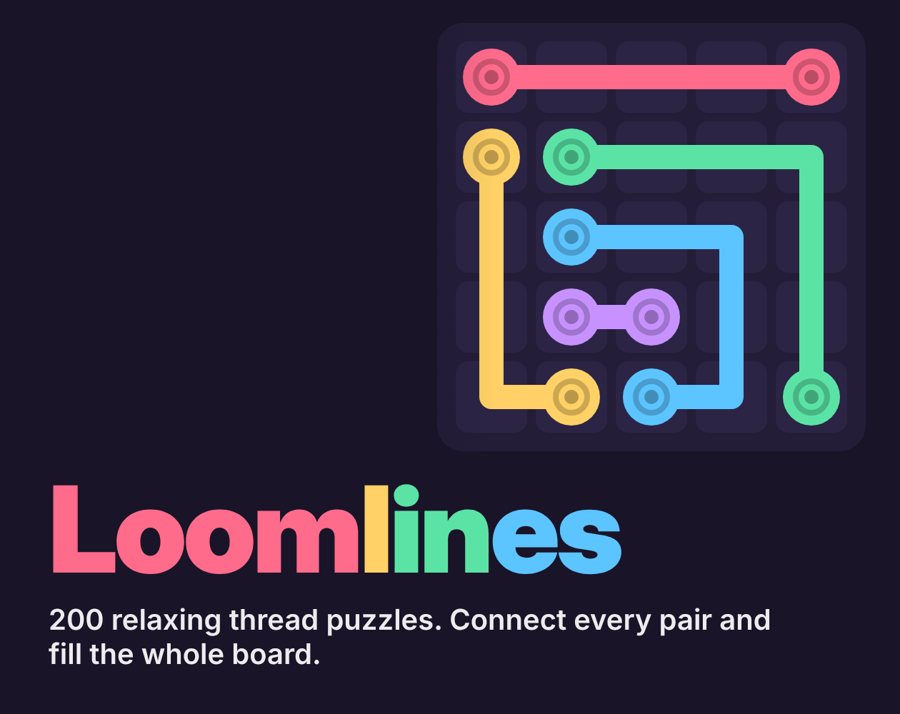 Loomlines
200 relaxing thread puzzles. Connect every pair and
fill the whole board.